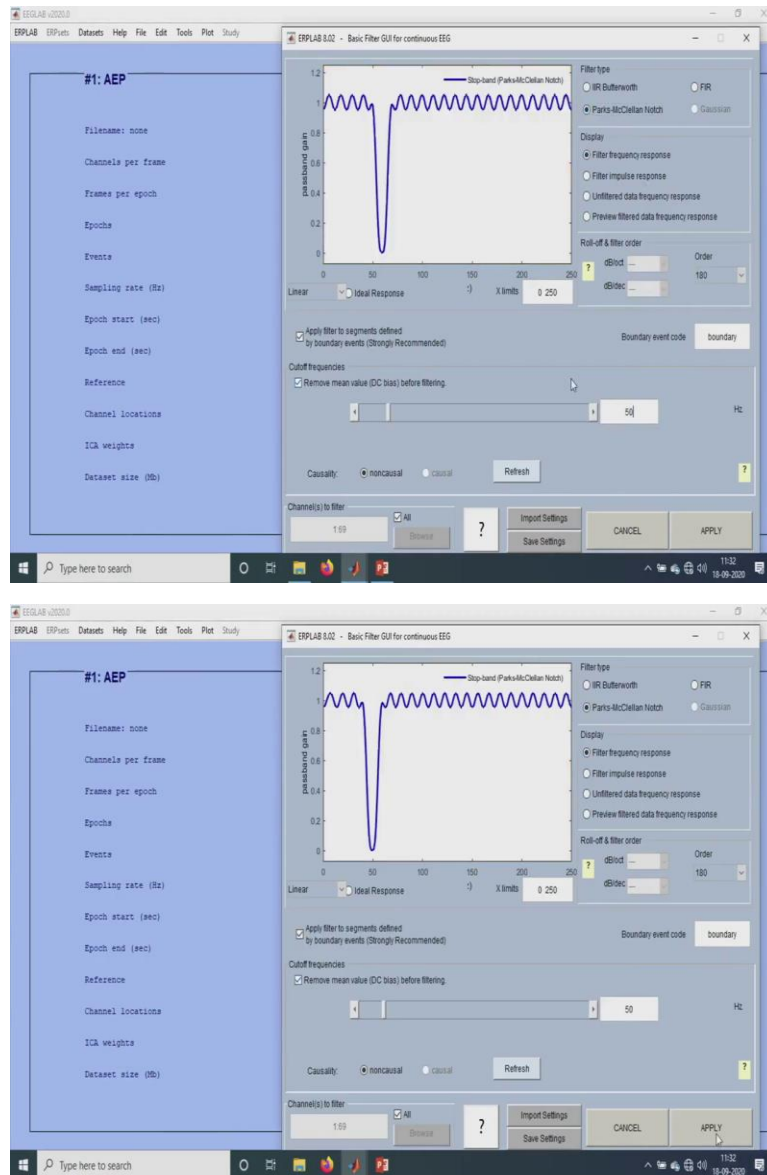 EEGLAB v2020.0
ERPLAB ERPsets Datasets Help File Edit Tools Plot Study
#1: AEP
Filename: none
Channels per frame
Frames per epoch
Epochs
Events
Sampling rate (Hz)
Epoch start (sec)
Epoch end (sec)
Reference
Channel locations
ICA weights
Dataset size (Mb)
ERPLAB 8.02 - Basic Filter GUI for continuous EEG
Stop-band (Parks-McClellan Notch)
passband gain
1.2
1
0.8
0.6
0.4
0.2
0
0 50 100 150 200 250
Linear Ideal Response :) X limits 0 250
Filter type
IIR Butterworth FIR
Parks-McClellan Notch Gaussian
Display
Filter frequency response
Filter impulse response
Unfiltered data frequency response
Preview filtered data frequency response
Roll-off & filter order
? dB/oct --- Order
dB/dec --- 180
Apply filter to segments defined
by boundary events (Strongly Recommended)
Boundary event code boundary
Cutoff frequencies
Remove mean value (DC bias) before filtering.
50 Hz
Causality: noncausal causal Refresh ?
Channel(s) to filter
1:69 All Browse
? Import Settings
Save Settings
CANCEL APPLY
Type here to search
11:32
18-09-2020
EEGLAB v2020.0
ERPLAB ERPsets Datasets Help File Edit Tools Plot Study
#1: AEP
Filename: none
Channels per frame
Frames per epoch
Epochs
Events
Sampling rate (Hz)
Epoch start (sec)
Epoch end (sec)
Reference
Channel locations
ICA weights
Dataset size (Mb)
ERPLAB 8.02 - Basic Filter GUI for continuous EEG
Stop-band (Parks-McClellan Notch)
passband gain
1.2
1
0.8
0.6
0.4
0.2
0
0 50 100 150 200 250
Linear Ideal Response :) X limits 0 250
Filter type
IIR Butterworth FIR
Parks-McClellan Notch Gaussian
Display
Filter frequency response
Filter impulse response
Unfiltered data frequency response
Preview filtered data frequency response
Roll-off & filter order
? dB/oct --- Order
dB/dec --- 180
Apply filter to segments defined
by boundary events (Strongly Recommended)
Boundary event code boundary
Cutoff frequencies
Remove mean value (DC bias) before filtering.
50 Hz
Causality: noncausal causal Refresh ?
Channel(s) to filter
1:69 All Browse
? Import Settings
Save Settings
CANCEL APPLY
Type here to search
11:32
18-09-2020